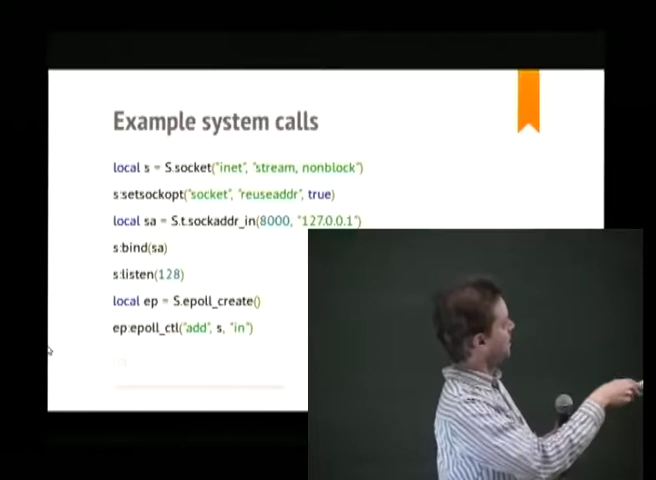 Example system calls
local s = S.socket("inet", "stream, nonblock")
s:setsockopt("socket", "reuseaddr", true)
local sa = S.t.sockaddr_in(8000, "127.0.0.1")
s:bind(sa)
s:listen(128)
local ep = S.epoll_create()
ep:epoll_ctl("add", s, "in")